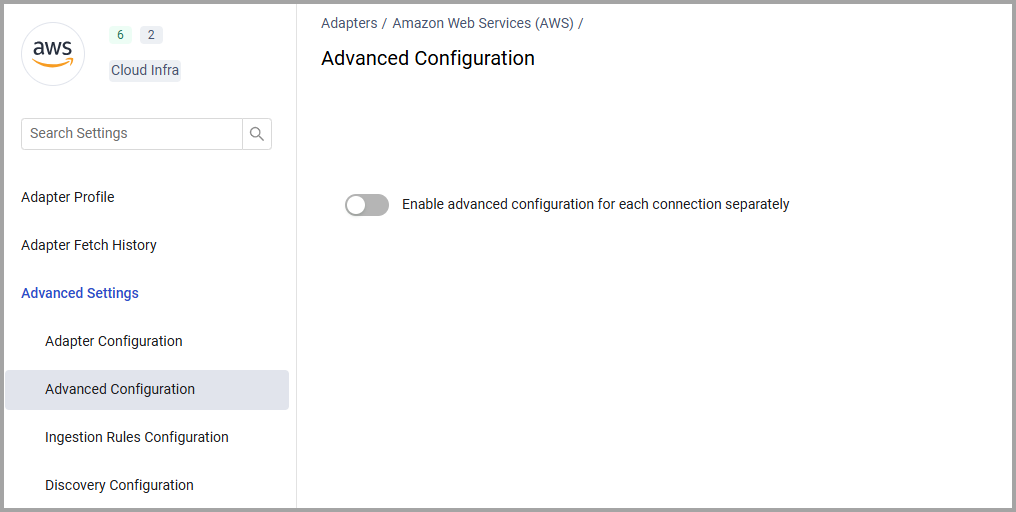 aws
6 2
Cloud Infra
Search Settings
Adapter Profile
Adapter Fetch History
Advanced Settings
Adapter Configuration
Advanced Configuration
Ingestion Rules Configuration
Discovery Configuration
Adapters / Amazon Web Services (AWS) /
Advanced Configuration
Enable advanced configuration for each connection separately